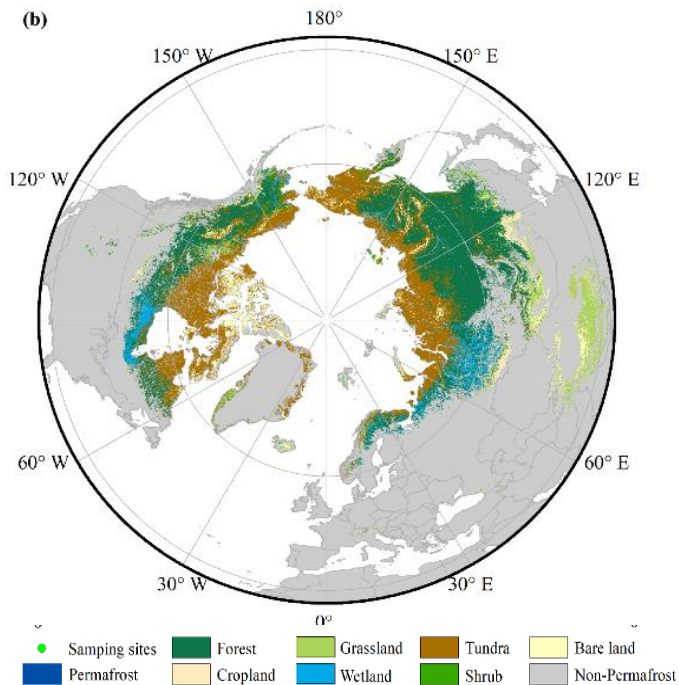 (b)
180°
150° W
150° E
120° W
120° E
60° W
60° E
30° W
30° E
0°
Samping sites
Forest
Grassland
Tundra
Bare land
Permafrost
Cropland
Wetland
Shrub
Non-Permafrost